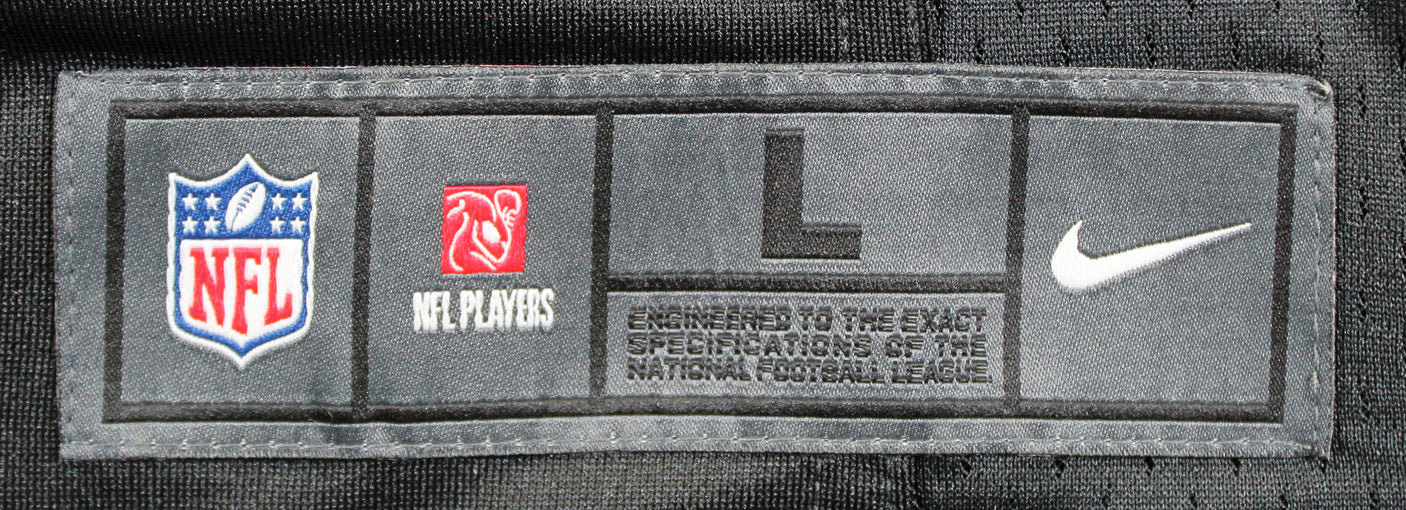 NFL
NFL PLAYERS
L
ENGINEERED TO THE EXACT
SPECIFICATIONS OF THE
NATIONAL FOOTBALL LEAGUE